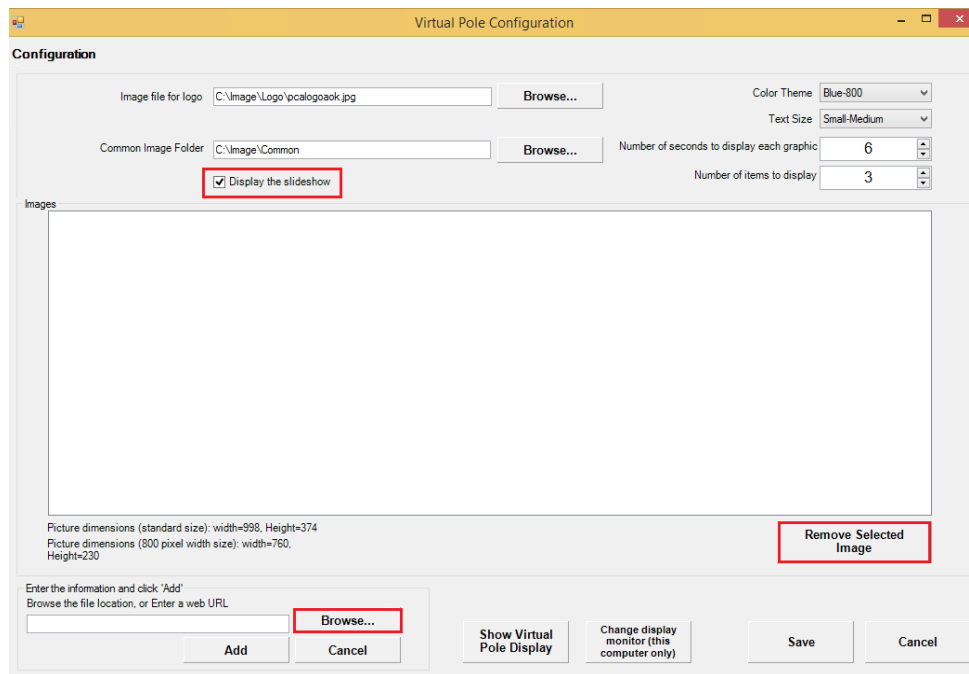 Virtual Pole Configuration
Configuration
Image file for logo C:\Image\Logo\pcalogoaok.jpg Browse... Color Theme Blue-800
Text Size Small-Medium
Common Image Folder C:\Image\Common Browse... Number of seconds to display each graphic 6
Display the slideshow Number of items to display 3
Images
Picture dimensions (standard size): width=998, Height=374
Picture dimensions (800 pixel width size): width=760,
Height=230
Remove Selected
Image
Enter the information and click 'Add'
Browse the file location, or Enter a web URL
Browse...
Add Cancel
Show Virtual
Pole Display
Change display
monitor (this
computer only)
Save Cancel